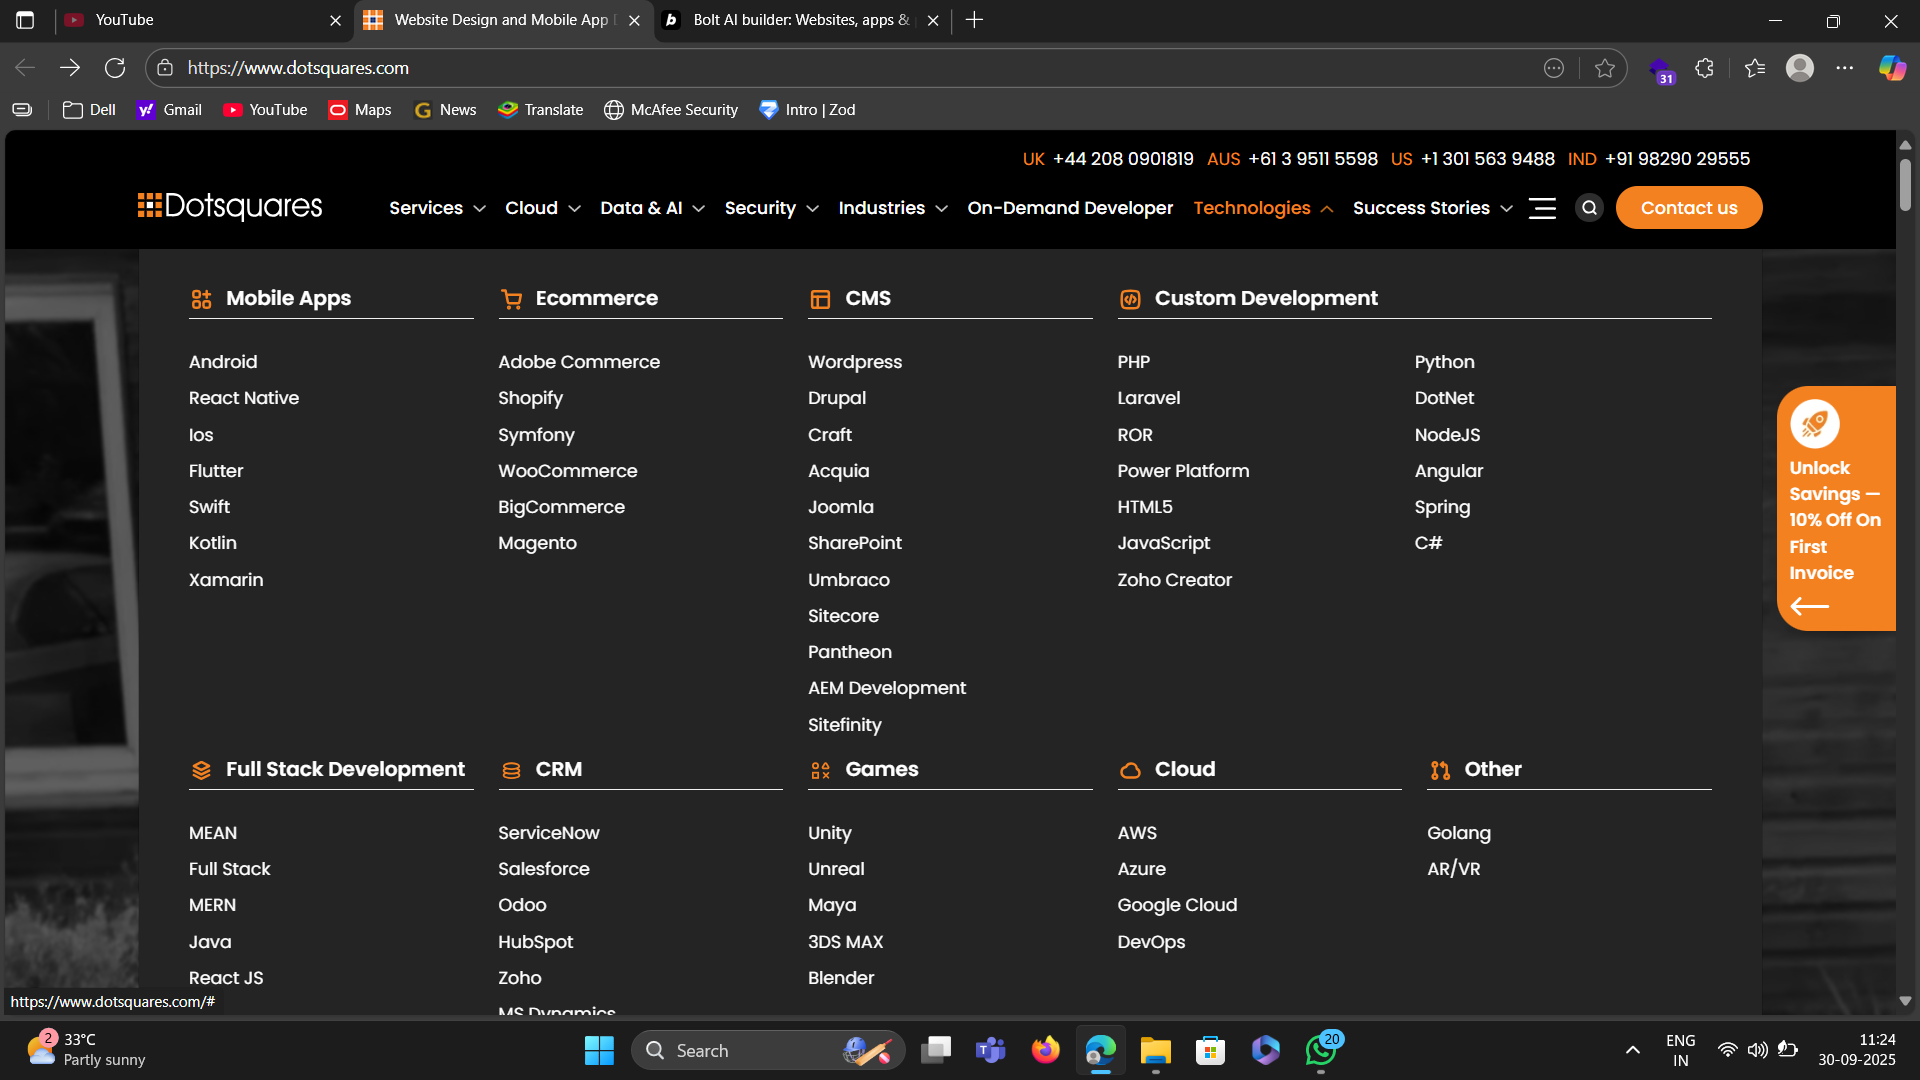 YouTube
Website Design and Mobile App
Bolt AI builder: Websites, apps &
https://www.dotsquares.com
31
Dell
Gmail
YouTube
Maps
News
Translate
McAfee Security
Intro | Zod
UK +44 208 0901819 AUS +61 3 9511 5598 US +1 301 563 9488 IND +91 98290 29555
Dotsquares
Services
Cloud
Data & AI
Security
Industries
On-Demand Developer
Technologies
Success Stories
Contact us
Mobile Apps
Android
React Native
Ios
Flutter
Swift
Kotlin
Xamarin
Ecommerce
Adobe Commerce
Shopify
Symfony
WooCommerce
BigCommerce
Magento
CMS
Wordpress
Drupal
Craft
Acquia
Joomla
SharePoint
Umbraco
Sitecore
Pantheon
AEM Development
Sitefinity
Custom Development
PHP
Laravel
ROR
Power Platform
HTML5
JavaScript
Zoho Creator
Python
DotNet
NodeJS
Angular
Spring
C#
Unlock
Savings —
10% Off On
First
Invoice
Full Stack Development
MEAN
Full Stack
MERN
Java
React JS
CRM
ServiceNow
Salesforce
Odoo
HubSpot
Zoho
MS Dynamics
Games
Unity
Unreal
Maya
3DS MAX
Blender
Cloud
AWS
Azure
Google Cloud
DevOps
Other
Golang
AR/VR
https://www.dotsquares.com/#
2
33°C
Partly sunny
Search
20
ENG
IN
11:24
30-09-2025